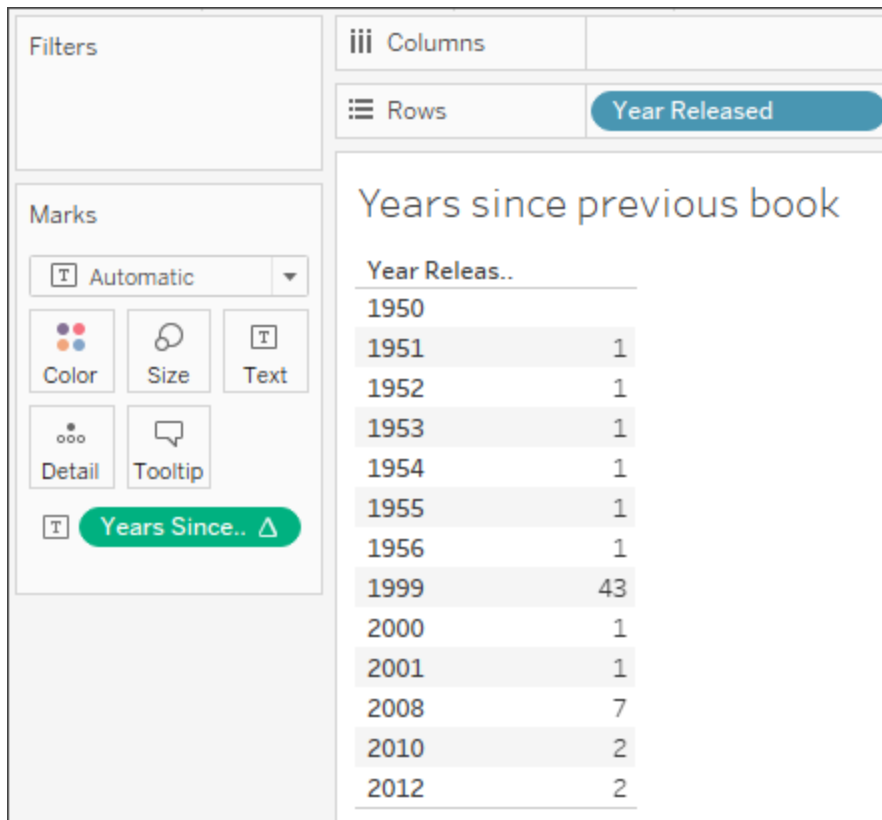 Filters
Columns
Rows
Year Released
Marks
Automatic
Color
Size
Text
Detail
Tooltip
Years Since..
Years since previous book
Year Releas..
1950
1951 1
1952 1
1953 1
1954 1
1955 1
1956 1
1999 43
2000 1
2001 1
2008 7
2010 2
2012 2